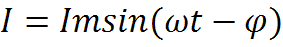 I = Imsin(ωt − φ)